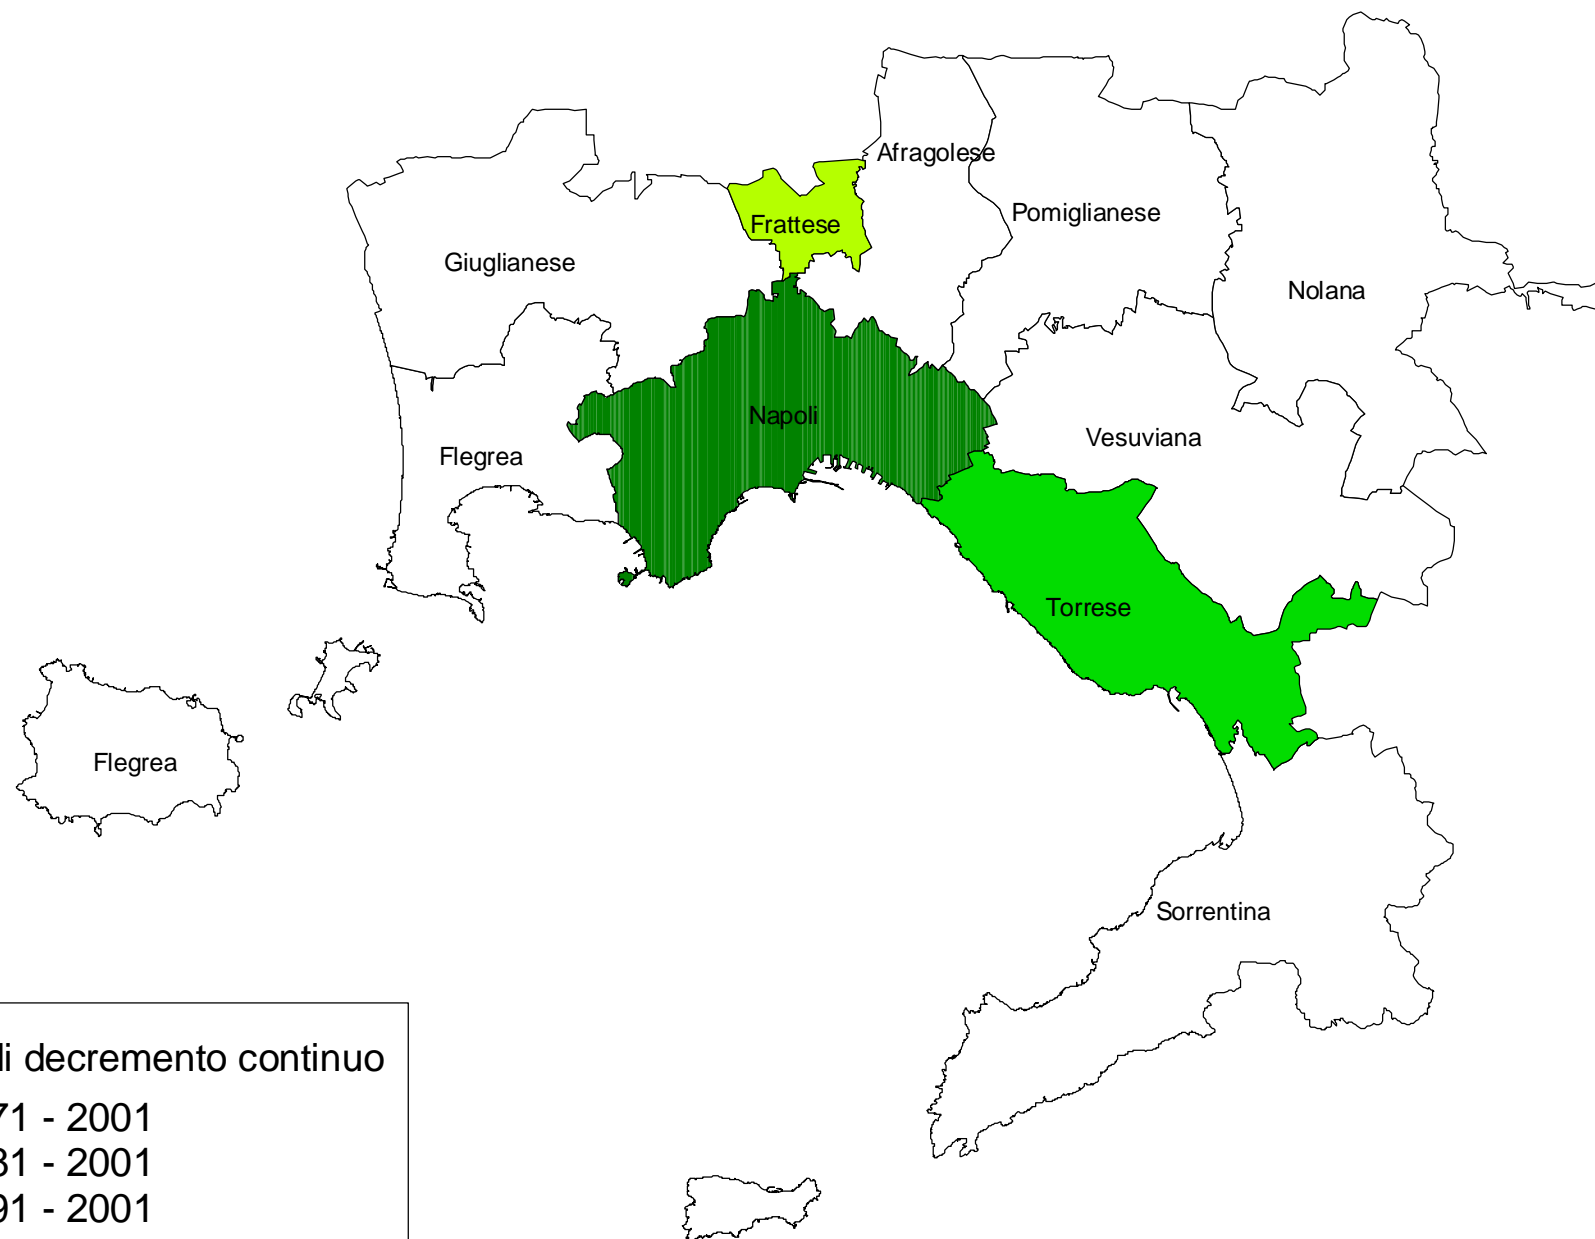 Afragolese
Pomiglianese
Frattese
Giuglianese
Nolana
Napoli
Vesuviana
Flegrea
Torrese
Flegrea
Sorrentina
li decremento continuo
71 - 2001
81 - 2001
91 - 2001